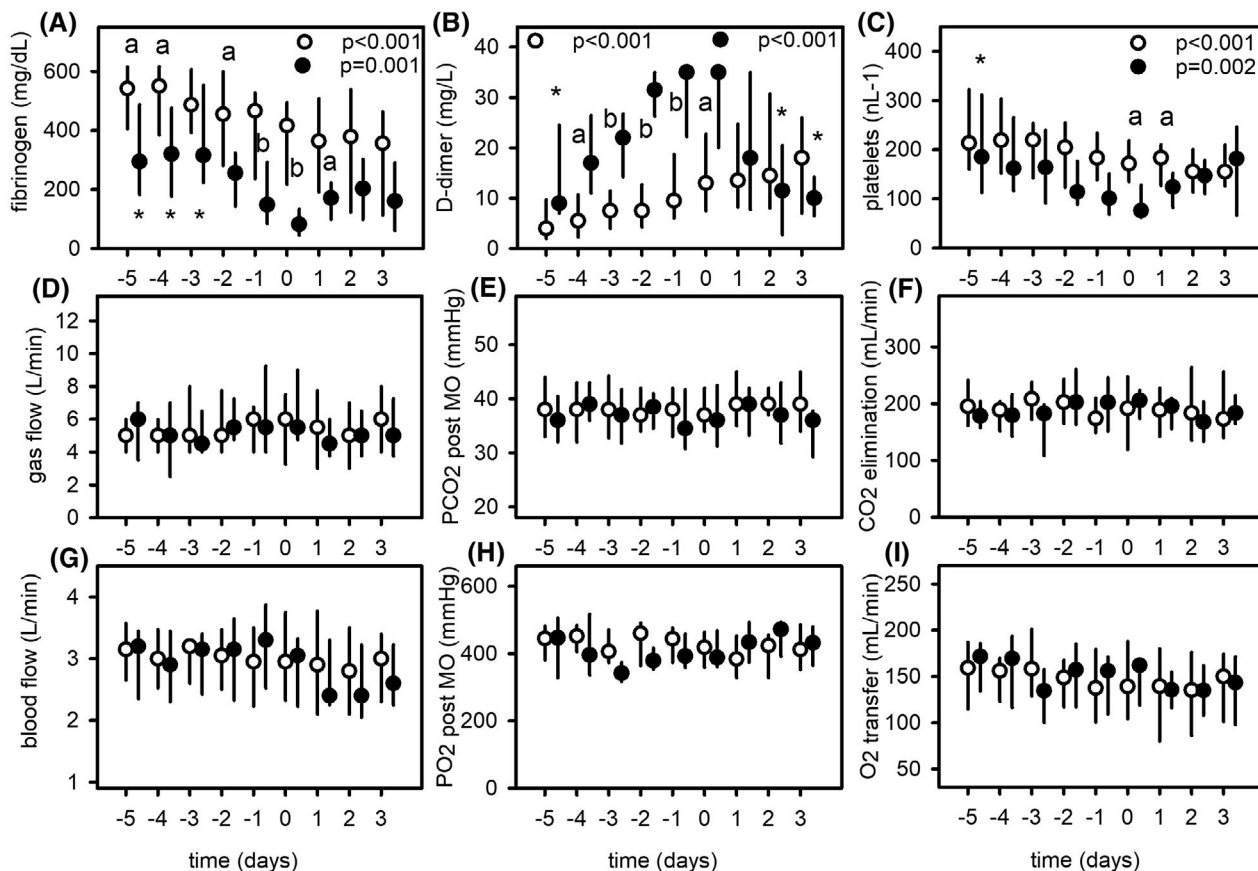 (A)
fibrinogen (mg/dL)
p<0.001
p=0.001
a a a
b b a
* * *
600
400
200
0
-5 -4 -3 -2 -1 0 1 2 3
(B)
D-dimer (mg/L)
p<0.001 p<0.001
* a b b b a * *
40
30
20
10
0
-5 -4 -3 -2 -1 0 1 2 3
(C)
platelets (nL-1)
p<0.001
p=0.002
* a a
400
200
0
-5 -4 -3 -2 -1 0 1 2 3
(D)
gas flow (L/min)
12
10
8
6
4
2
0
-5 -4 -3 -2 -1 0 1 2 3
(E)
PCO2 post MO (mmHg)
50
40
30
20
-5 -4 -3 -2 -1 0 1 2 3
(F)
CO2 elimination (mL/min)
300
200
100
0
-5 -4 -3 -2 -1 0 1 2 3
(G)
blood flow (L/min)
4
3
2
1
-5 -4 -3 -2 -1 0 1 2 3
time (days)
(H)
PO2 post MO (mmHg)
600
400
200
0
-5 -4 -3 -2 -1 0 1 2 3
time (days)
(I)
O2 transfer (mL/min)
250
200
150
100
50
-5 -4 -3 -2 -1 0 1 2 3
time (days)